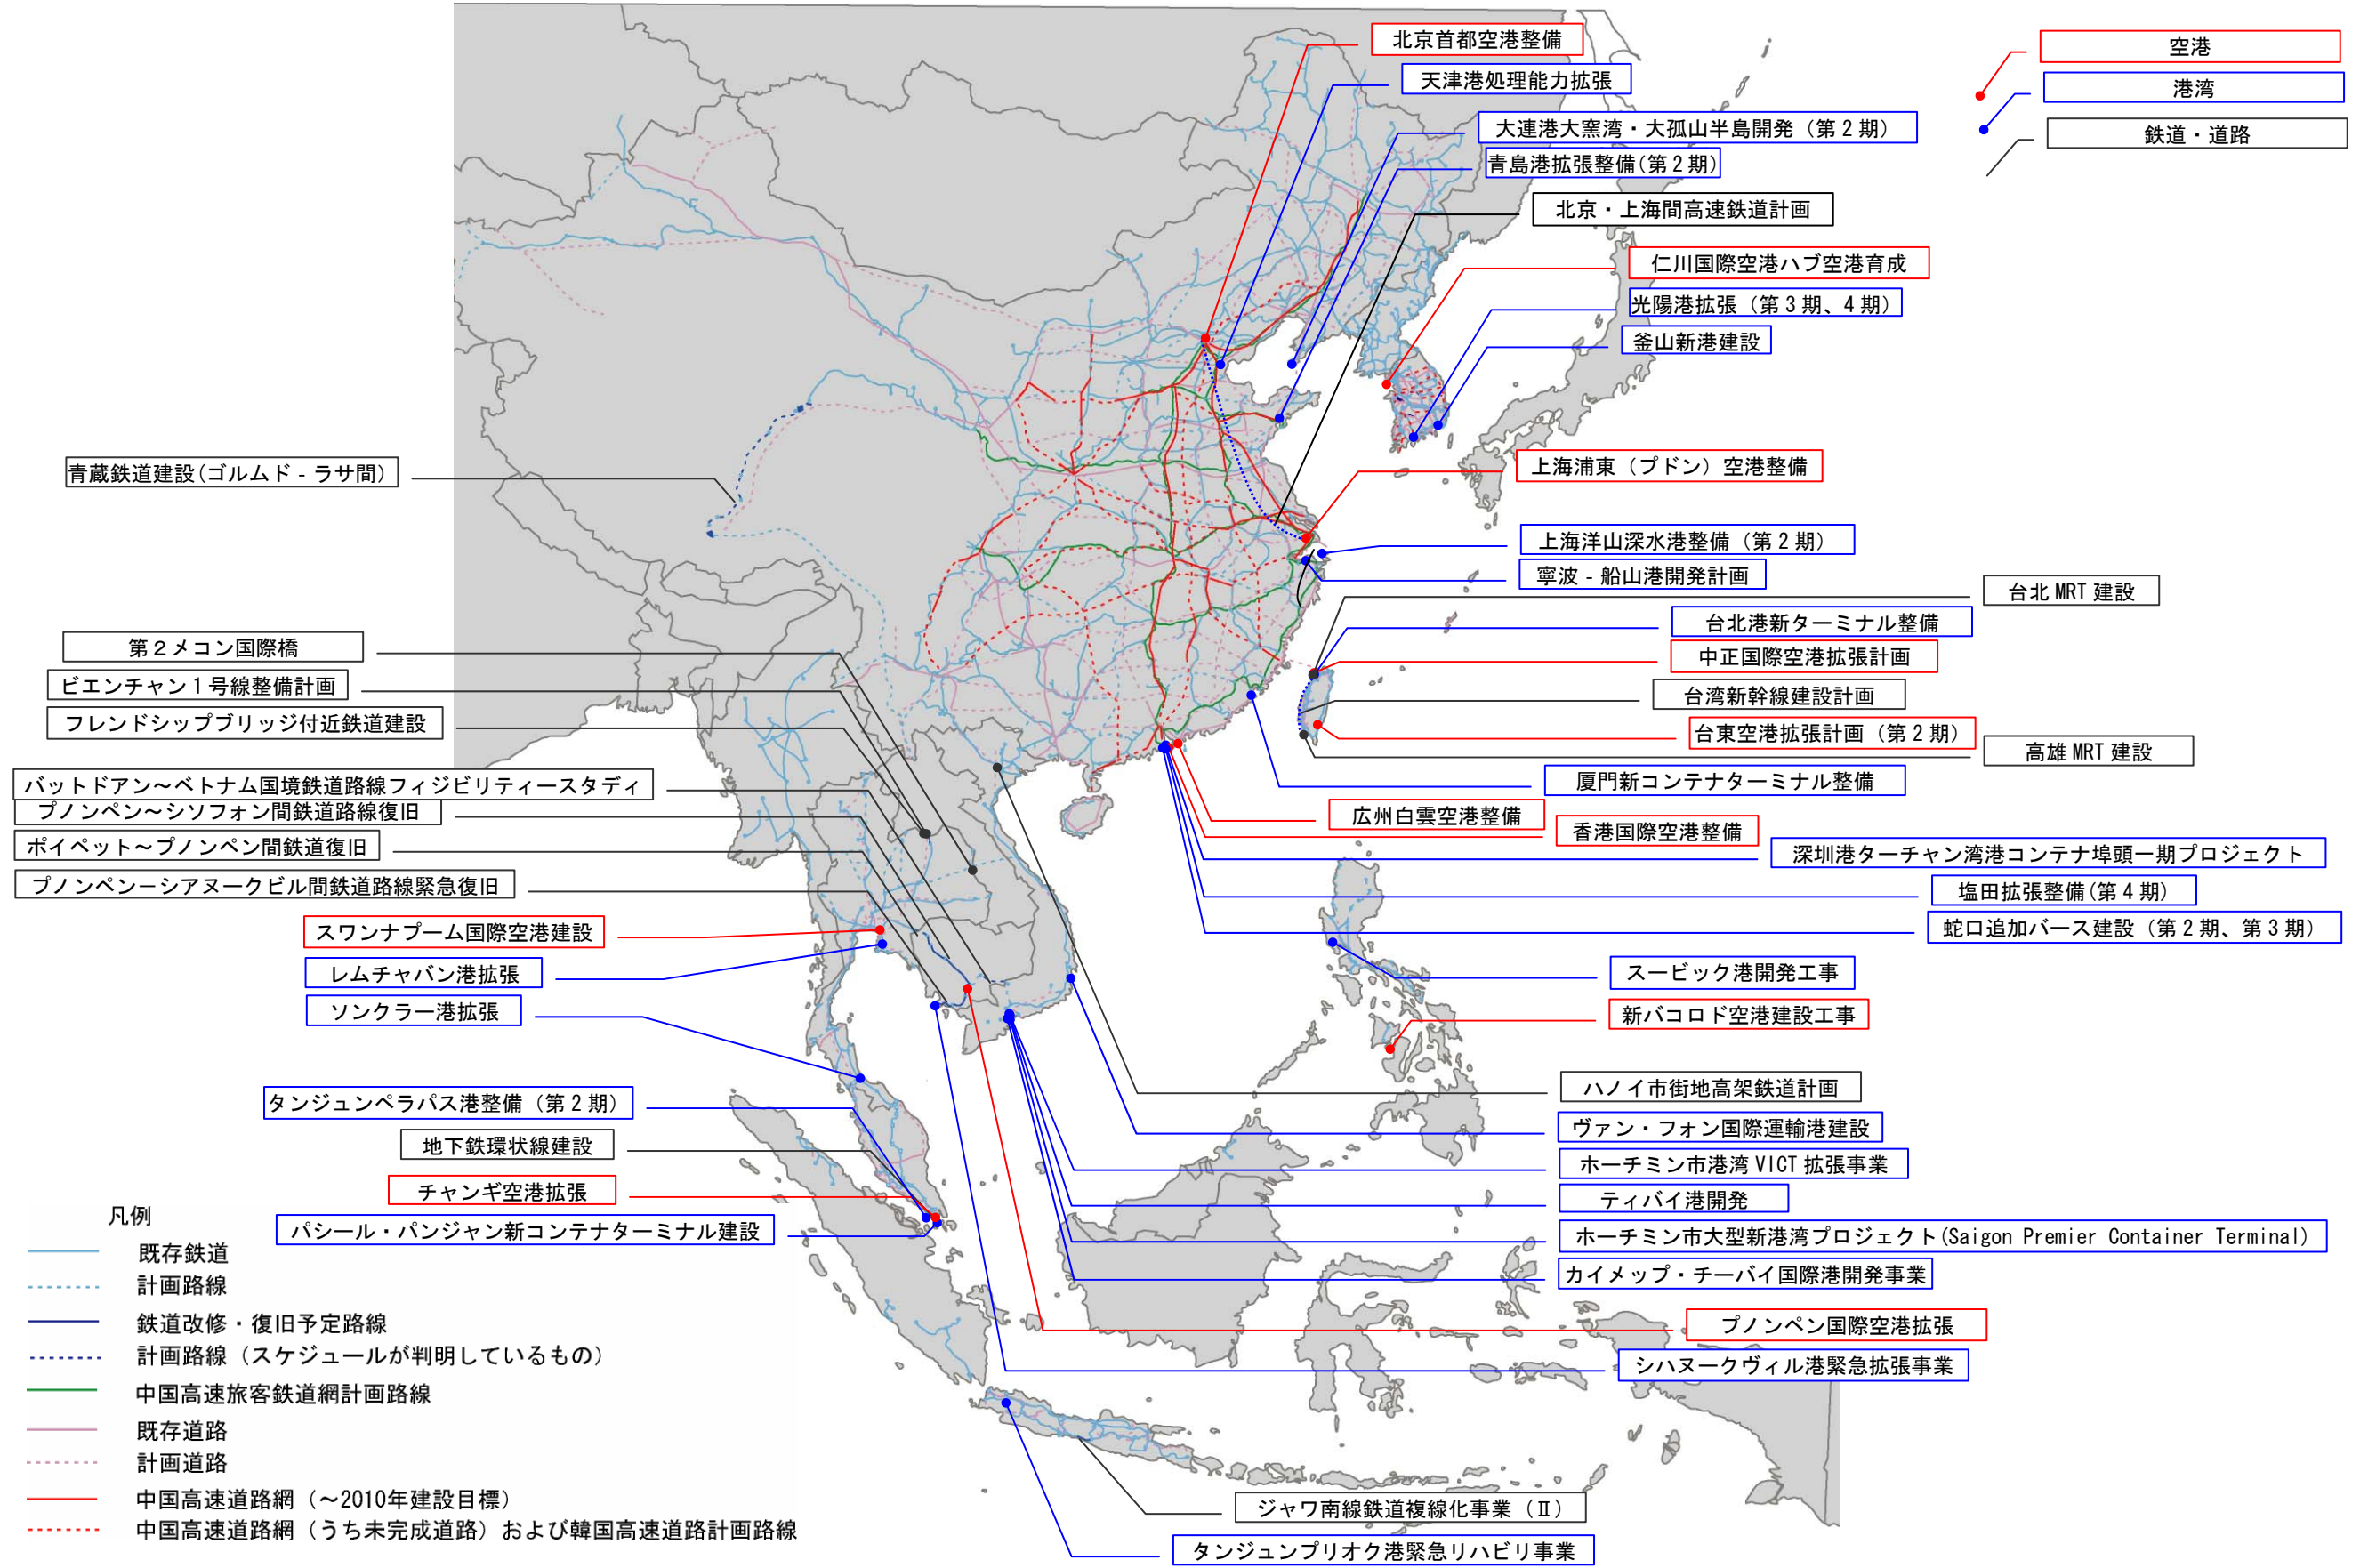 北京首都空港整備
空港
天津港処理能力拡張
港湾
大連港大窯湾・大孤山半島開発（第２期）
鉄道・道路
青島港拡張整備(第２期)
北京・上海間高速鉄道計画
仁川国際空港ハブ空港育成
光陽港拡張（第３期、４期）
釜山新港建設
上海浦東（プドン）空港整備
青蔵鉄道建設(ゴルムド‐ラサ間)
上海洋山深水港整備（第２期）
寧波‐船山港開発計画
台北 MRT 建設
台北港新ターミナル整備
第２メコン国際橋
中正国際空港拡張計画
ビエンチャン１号線整備計画
台湾新幹線建設計画
フレンドシップブリッジ付近鉄道建設
台東空港拡張計画（第２期）
高雄 MRT 建設
バットドアン～ベトナム国境鉄道路線フィジビリティースタディ
厦門新コンテナターミナル整備
プノンペン～シソフォン間鉄道路線復旧
広州白雲空港整備
香港国際空港整備
ポイペット～プノンペン間鉄道復旧
深圳港ターチャン湾港コンテナ埠頭一期プロジェクト
プノンペン－シアヌークビル間鉄道路線緊急復旧
塩田拡張整備(第４期)
スワンナプーム国際空港建設
蛇口追加バース建設（第２期、第３期）
レムチャバン港拡張
スービック港開発工事
ソンクラー港拡張
新バコロド空港建設工事
ハノイ市街地高架鉄道計画
タンジュンペラパス港整備（第２期）
ヴァン・フォン国際運輸港建設
地下鉄環状線建設
ホーチミン市港湾 VICT 拡張事業
チャンギ空港拡張
ティバイ港開発
パシール・パンジャン新コンテナターミナル建設
ホーチミン市大型新港湾プロジェクト(Saigon Premier Container Terminal)
カイメップ・チーバイ国際港開発事業
プノンペン国際空港拡張
シハヌークヴィル港緊急拡張事業
ジャワ南線鉄道複線化事業（Ⅱ）
タンジュンプリオク港緊急リハビリ事業
凡例
既存鉄道
計画路線
鉄道改修・復旧予定路線
計画路線（スケジュールが判明しているもの）
中国高速旅客鉄道網計画路線
既存道路
計画道路
中国高速道路網（～2010年建設目標）
中国高速道路網（うち未完成道路）および韓国高速道路計画路線